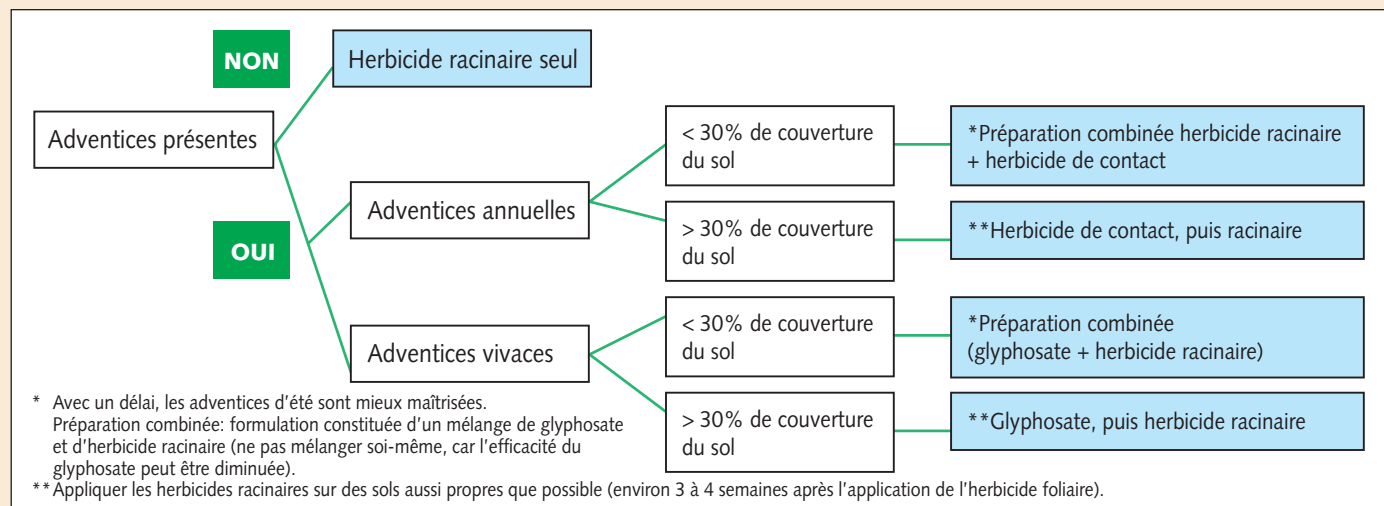 NON
Herbicide racinaire seul
Adventices présentes
OUI
Adventices annuelles
< 30% de couverture
du sol
*Préparation combinée herbicide racinaire
+ herbicide de contact
> 30% de couverture
du sol
**Herbicide de contact, puis racinaire
Adventices vivaces
< 30% de couverture
du sol
*Préparation combinée
(glyphosate + herbicide racinaire)
> 30% de couverture
du sol
**Glyphosate, puis herbicide racinaire
* Avec un délai, les adventices d’été sont mieux maîtrisées.
Préparation combinée: formulation constituée d’un mélange de glyphosate
et d’herbicide racinaire (ne pas mélanger soi-même, car l’efficacité du
glyphosate peut être diminuée).
** Appliquer les herbicides racinaires sur des sols aussi propres que possible (environ 3 à 4 semaines après l’application de l’herbicide foliaire).